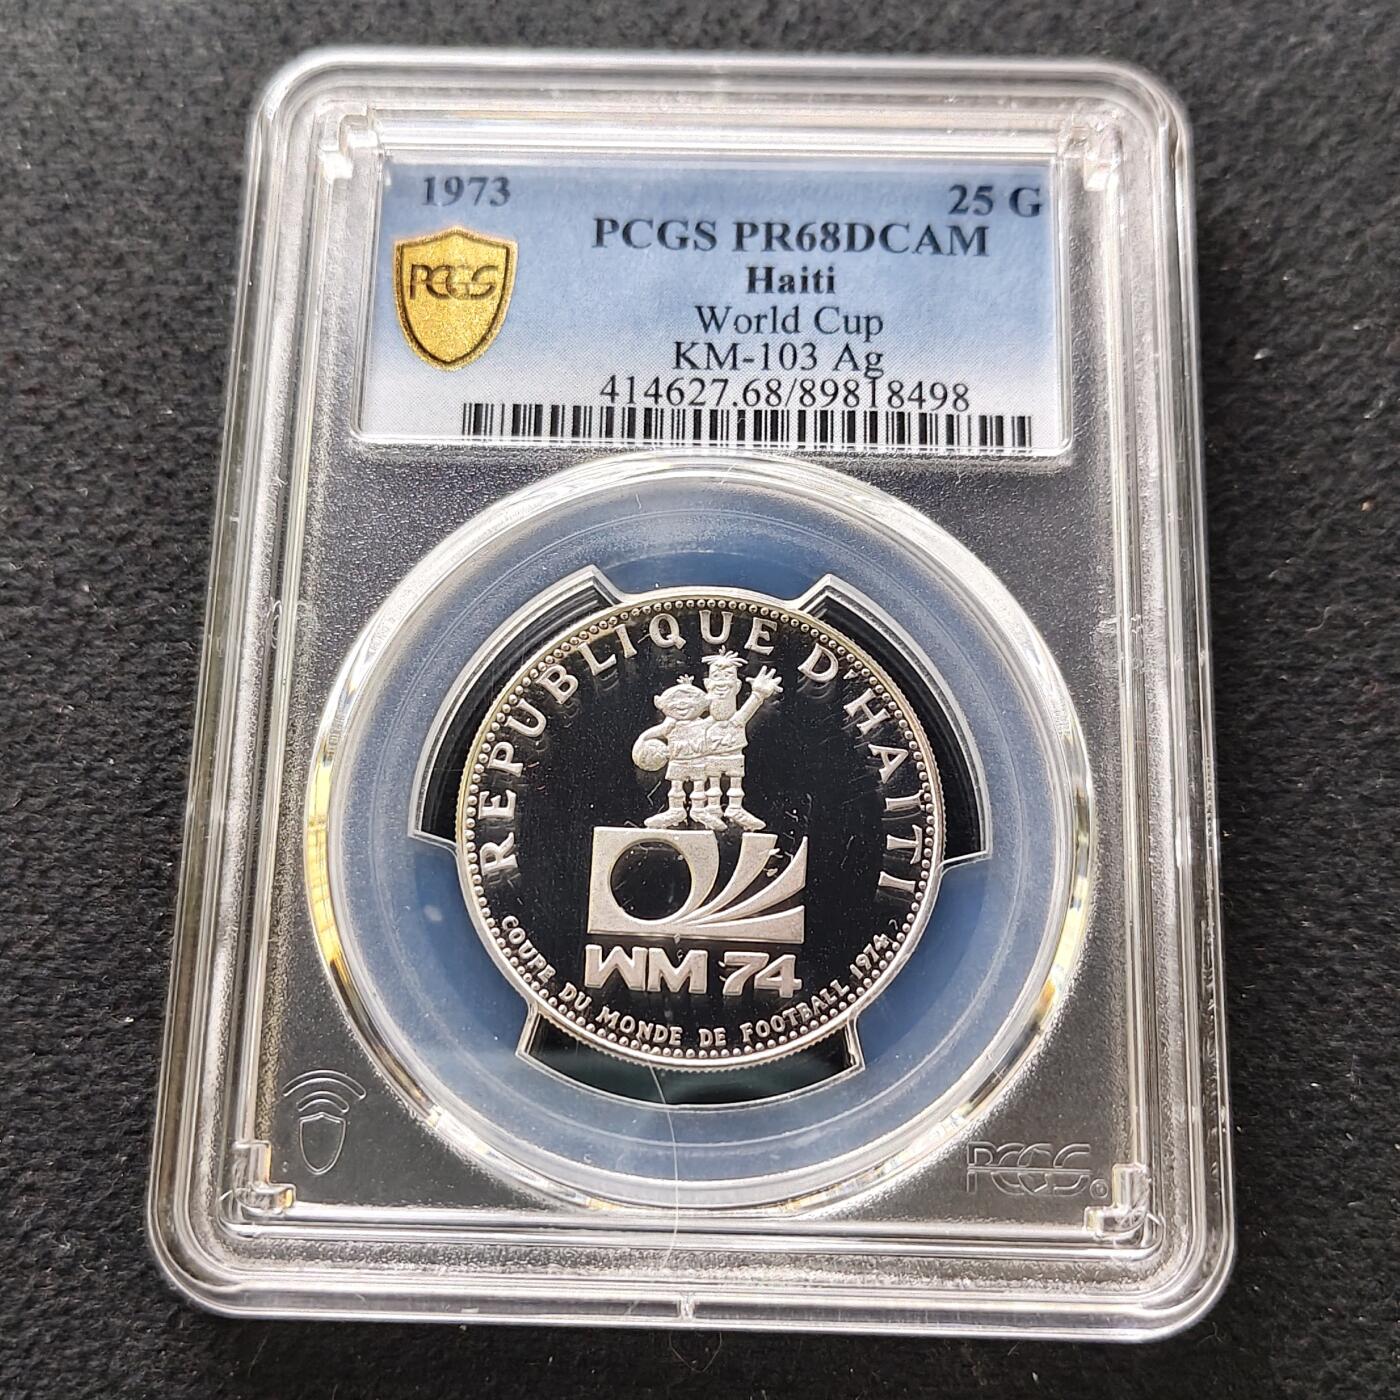 1973
25 G
PCGS PR68DCAM
Haiti
World Cup
KM-103 Ag
414627.68/89818498
PCGS
REPUBLIQUE D'HAITI
WM 74
COUPE DU MONDE DE FOOTBALL 1974
PCGS